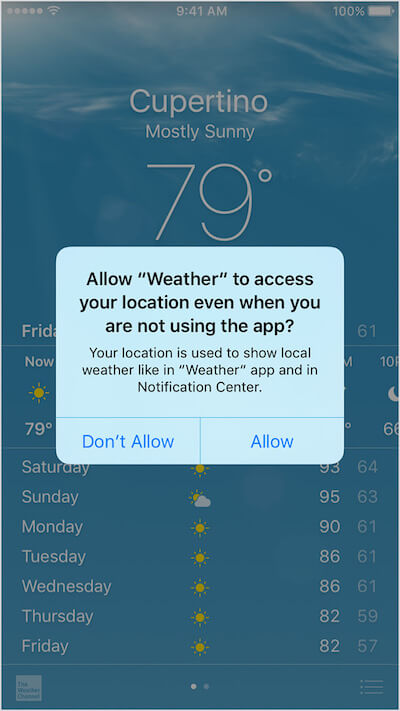 9:41 AM 100%
Cupertino
Mostly Sunny
79°
Allow “Weather” to access
your location even when you
are not using the app?
Your location is used to show local
weather like in “Weather” app and in
Notification Center.
Don’t Allow Allow
Frid 61
Now M 10
79° 66
Saturday 93 64
Sunday 95 63
Monday 90 61
Tuesday 86 61
Wednesday 86 61
Thursday 82 59
Friday 82 57
The
Weather
Channel